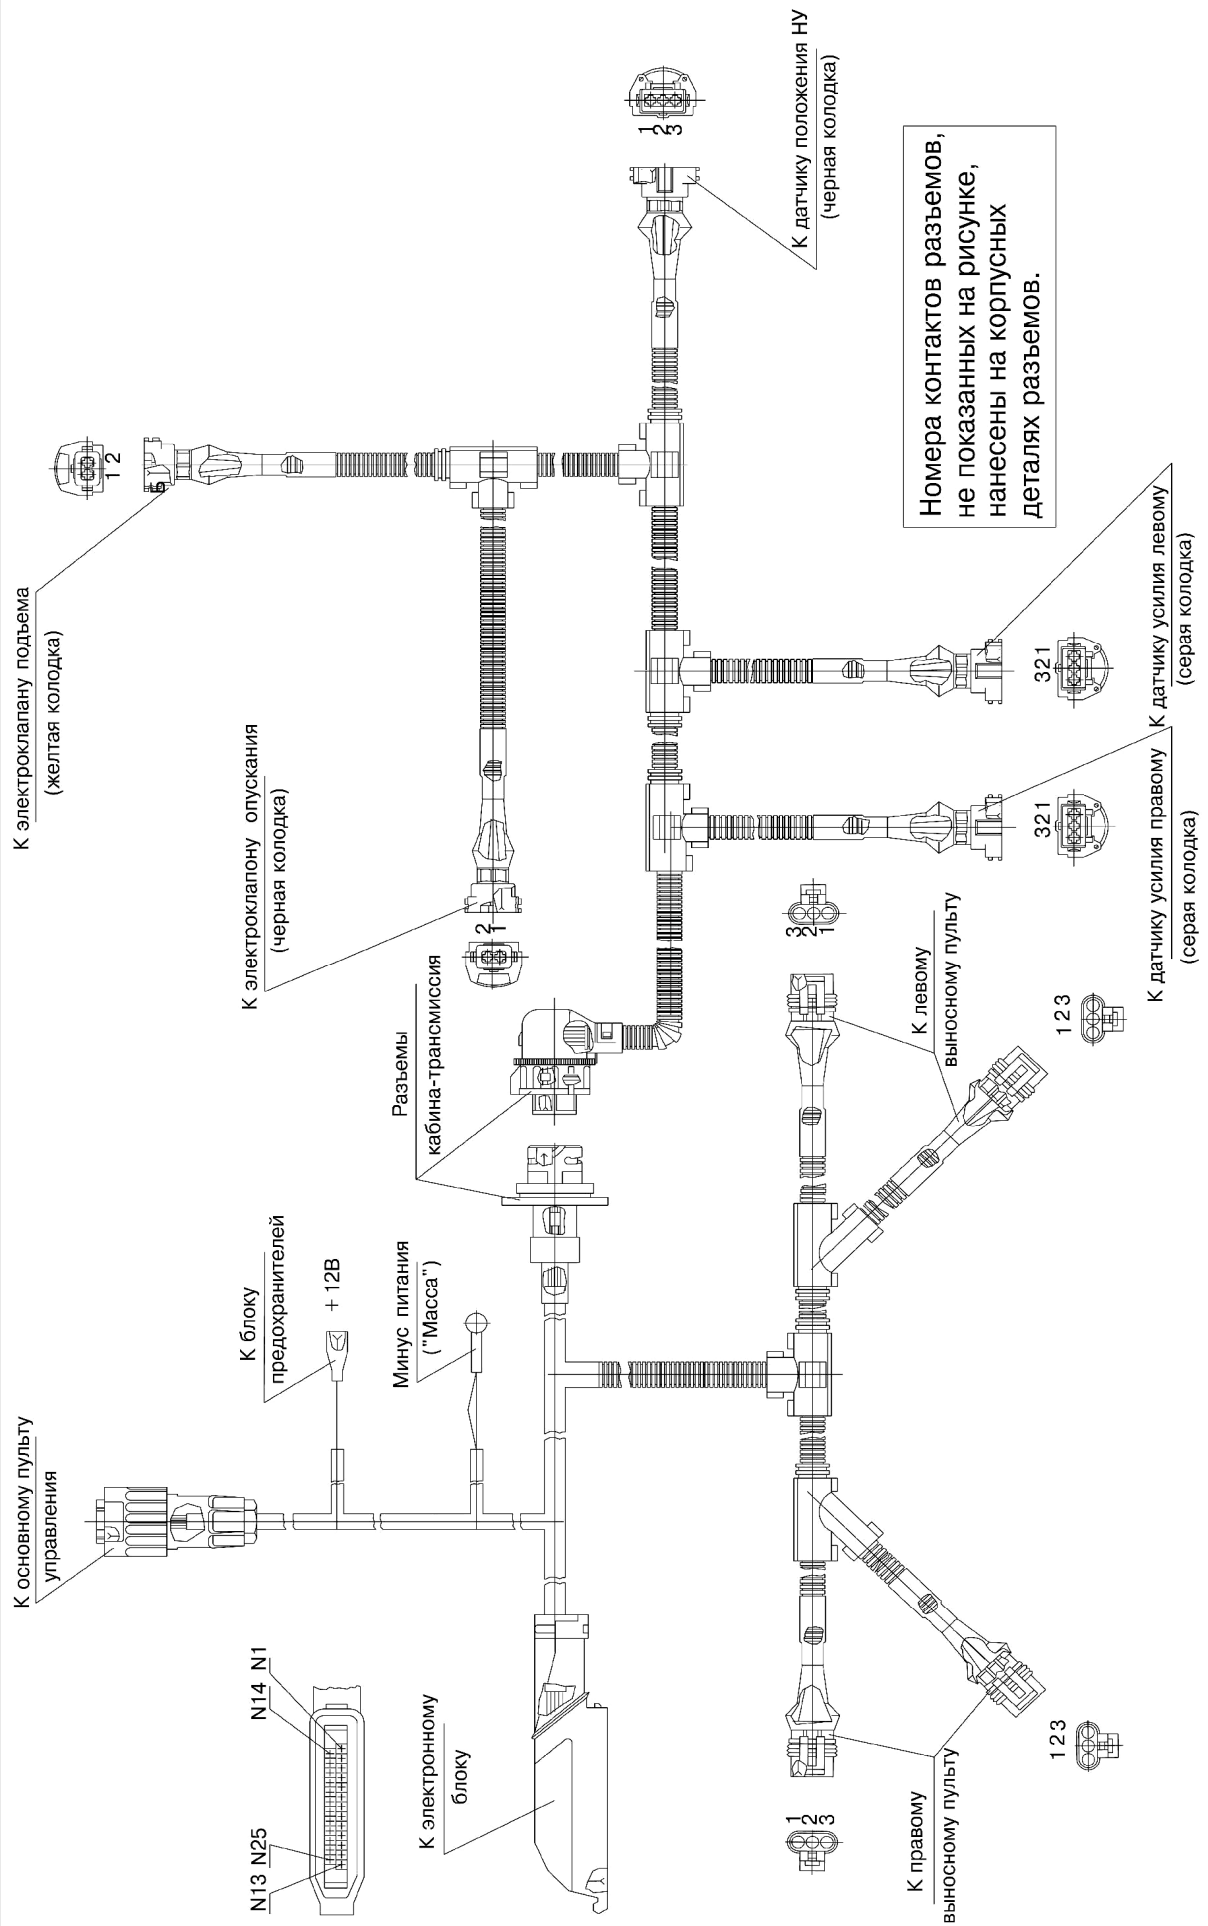 К основному пульту
управления
К блоку
предохранителей
+ 12В
Минус питания
("Масса")
N13 N25
N14 N1
К электронному
блоку
Разъемы
кабина-трансмиссия
К электроклапану подъема
(желтая колодка)
1 2
К электроклапону опускания
(черная колодка)
2
1
1
2
3
К датчику положения НУ
(черная колодка)
Номера контактов разъемов,
не показанных на рисунке,
нанесены на корпусных
деталях разъемов.
321
К датчику усилия левому
(серая колодка)
321
К датчику усилия правому
(серая колодка)
3
2
1
К левому
выносному пульту
1 2 3
1
2
3
К правому
выносному пульту
1 2 3